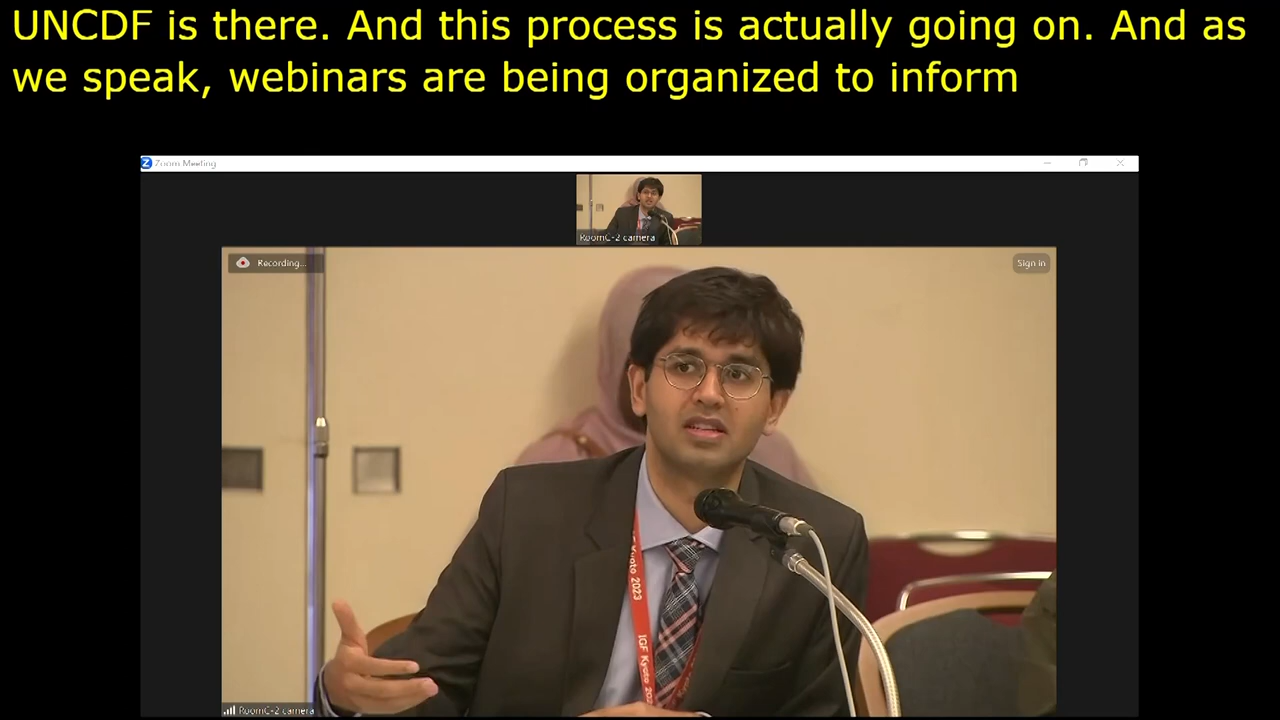 UNCDF is there. And this process is actually going on. And as
we speak, webinars are being organized to inform
Zoom Meeting
RoomC-2 camera
Recording...
Sign in
Kyoto 2023
IGF Kyoto
RoomC-2 camera